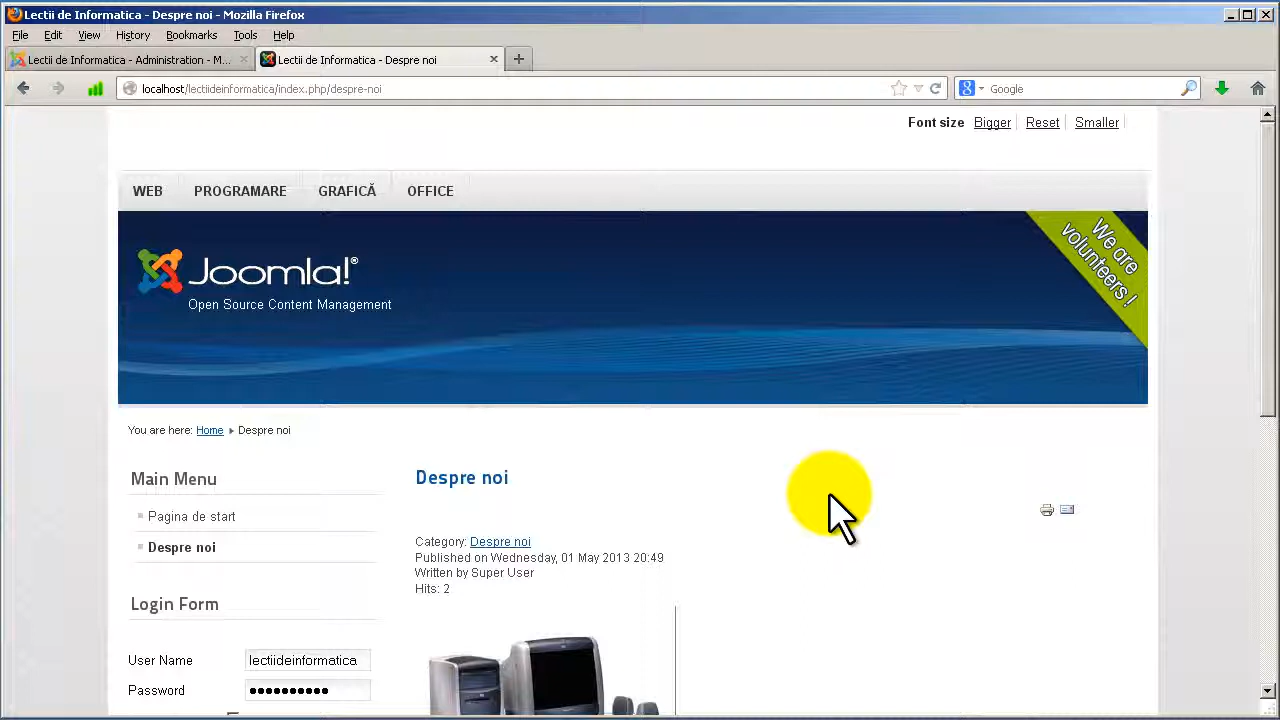 Lectii de Informatica - Despre noi - Mozilla Firefox
File Edit View History Bookmarks Tools Help
Lectii de Informatica - Administration - M...
Lectii de Informatica - Despre noi
localhost/lectideinformatica/index.php/despre-noi
Google
Font size Bigger Reset Smaller
WEB PROGRAMARE GRAFICĂ OFFICE
Joomla!®
Open Source Content Management
We are
volunteers!
You are here: Home Despre noi
Main Menu
Pagina de start
Despre noi
Login Form
User Name lectiideinformatica
Password ●●●●●●●●●●
Despre noi
Category: Despre noi
Published on Wednesday, 01 May 2013 20:49
Written by Super User
Hits: 2